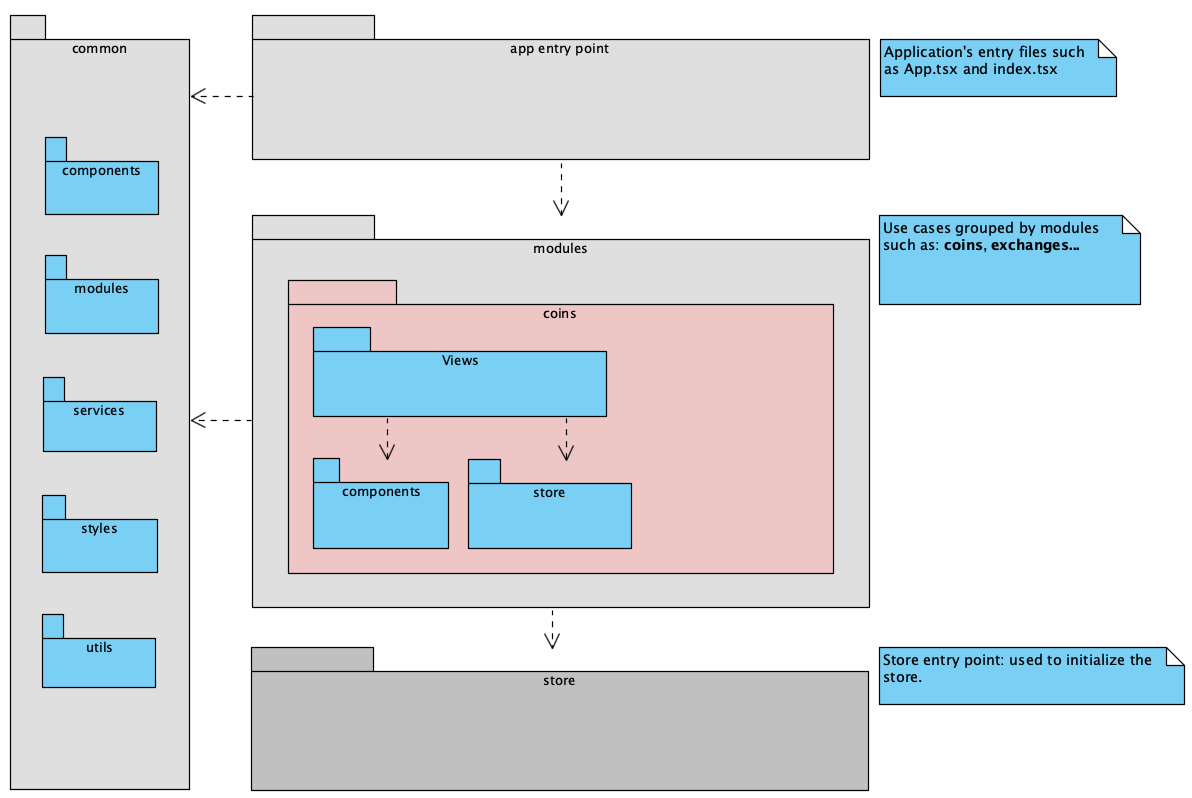 common
components
modules
services
styles
utils
app entry point
Application's entry files such
as App.tsx and index.tsx
modules
coins
Views
components
store
Use cases grouped by modules
such as: coins, exchanges...
store
Store entry point: used to initialize the
store.